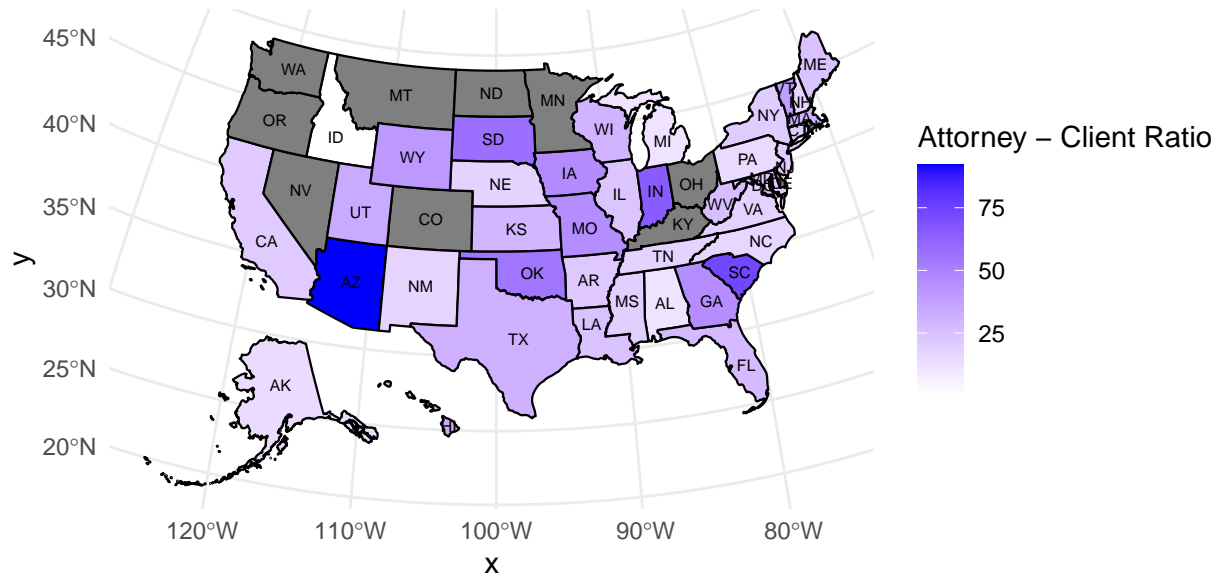 45°N
40°N
35°N
30°N
25°N
20°N
y
WA
MT
ND
MN
OR
ID
SD
WI
MI
NY
ME
NH
MA
WY
IA
PA
NV
UT
NE
IL
IN
OH
CO
KS
MO
KY
WV
VA
CA
NC
TN
AZ
NM
OK
AR
SC
MS
AL
GA
TX
LA
FL
AK
120°W
110°W
100°W
90°W
80°W
x
Attorney – Client Ratio
75
50
25